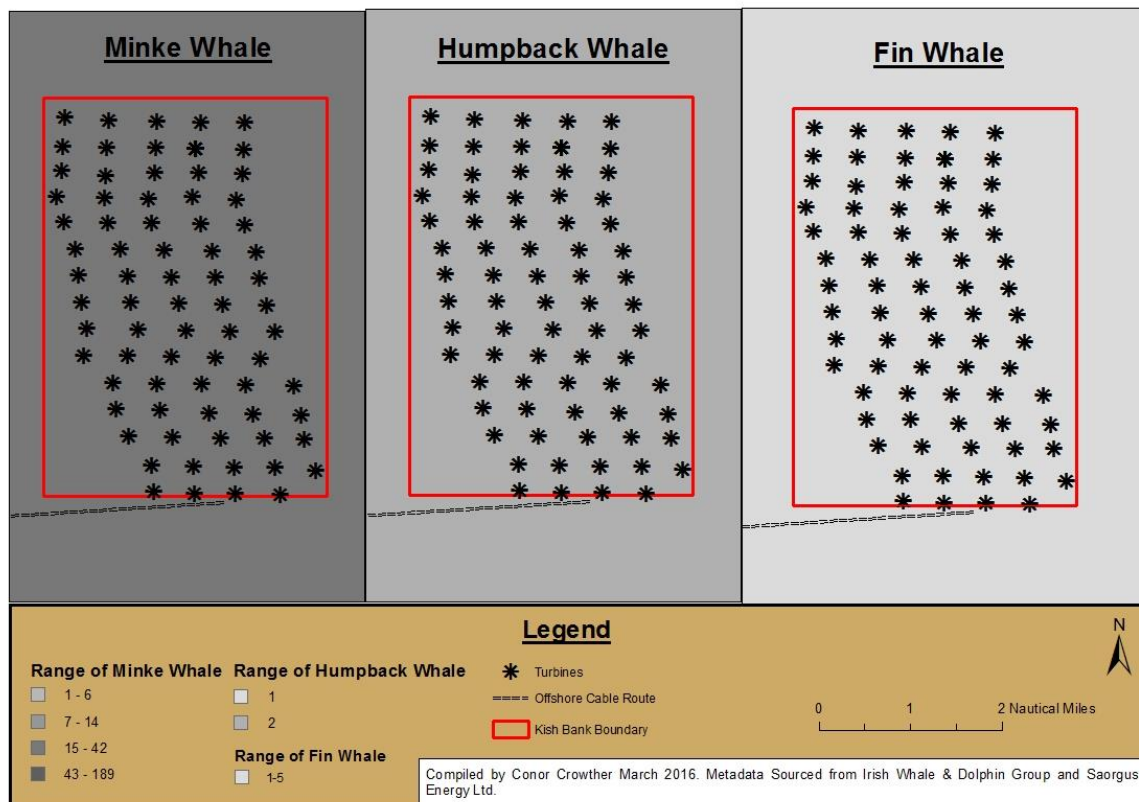 Minke Whale
Humpback Whale
Fin Whale
Legend
Range of Minke Whale
1 - 6
7 - 14
15 - 42
43 - 189
Range of Humpback Whale
1
2
Range of Fin Whale
1-5
Turbines
Offshore Cable Route
Kish Bank Boundary
N
0 1 2 Nautical Miles
Compiled by Conor Crowther March 2016. Metadata Sourced from Irish Whale & Dolphin Group and Saorgus
Energy Ltd.